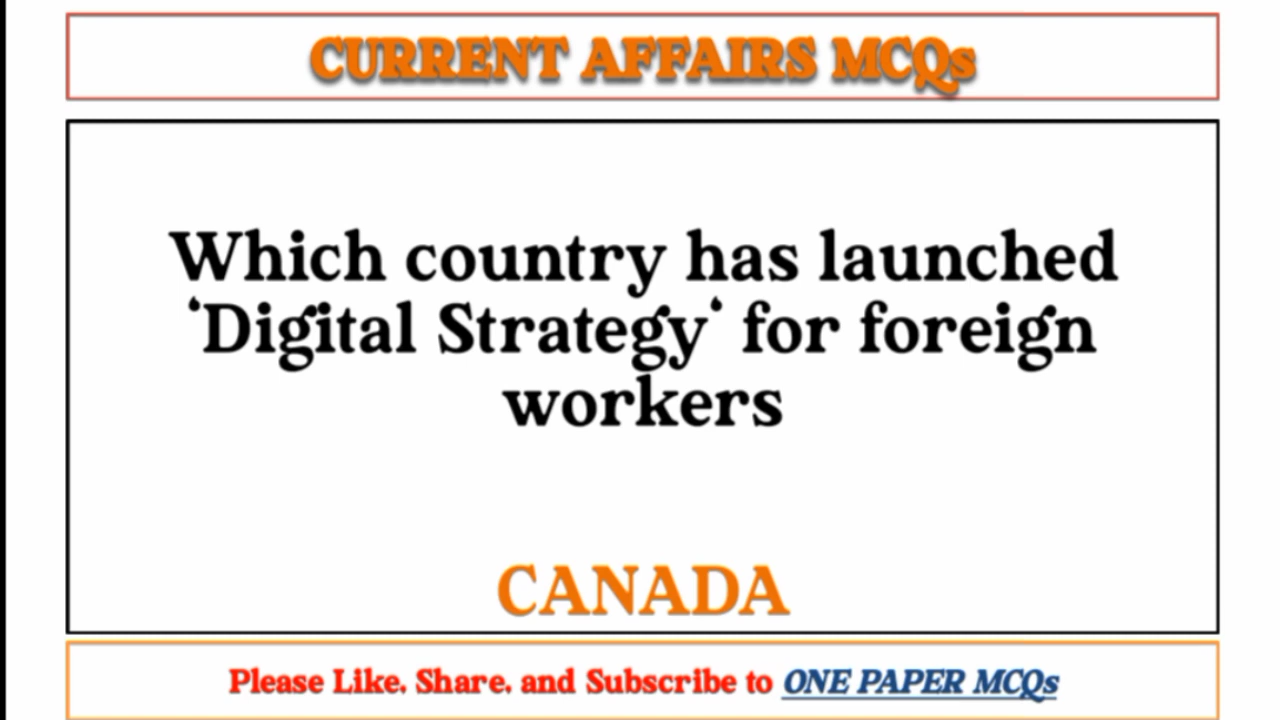 CURRENT AFFAIRS MCQs
Which country has launched
‘Digital Strategy‘ for foreign
workers
CANADA
Please Like. Share. and Subscribe to ONE PAPER MCQs